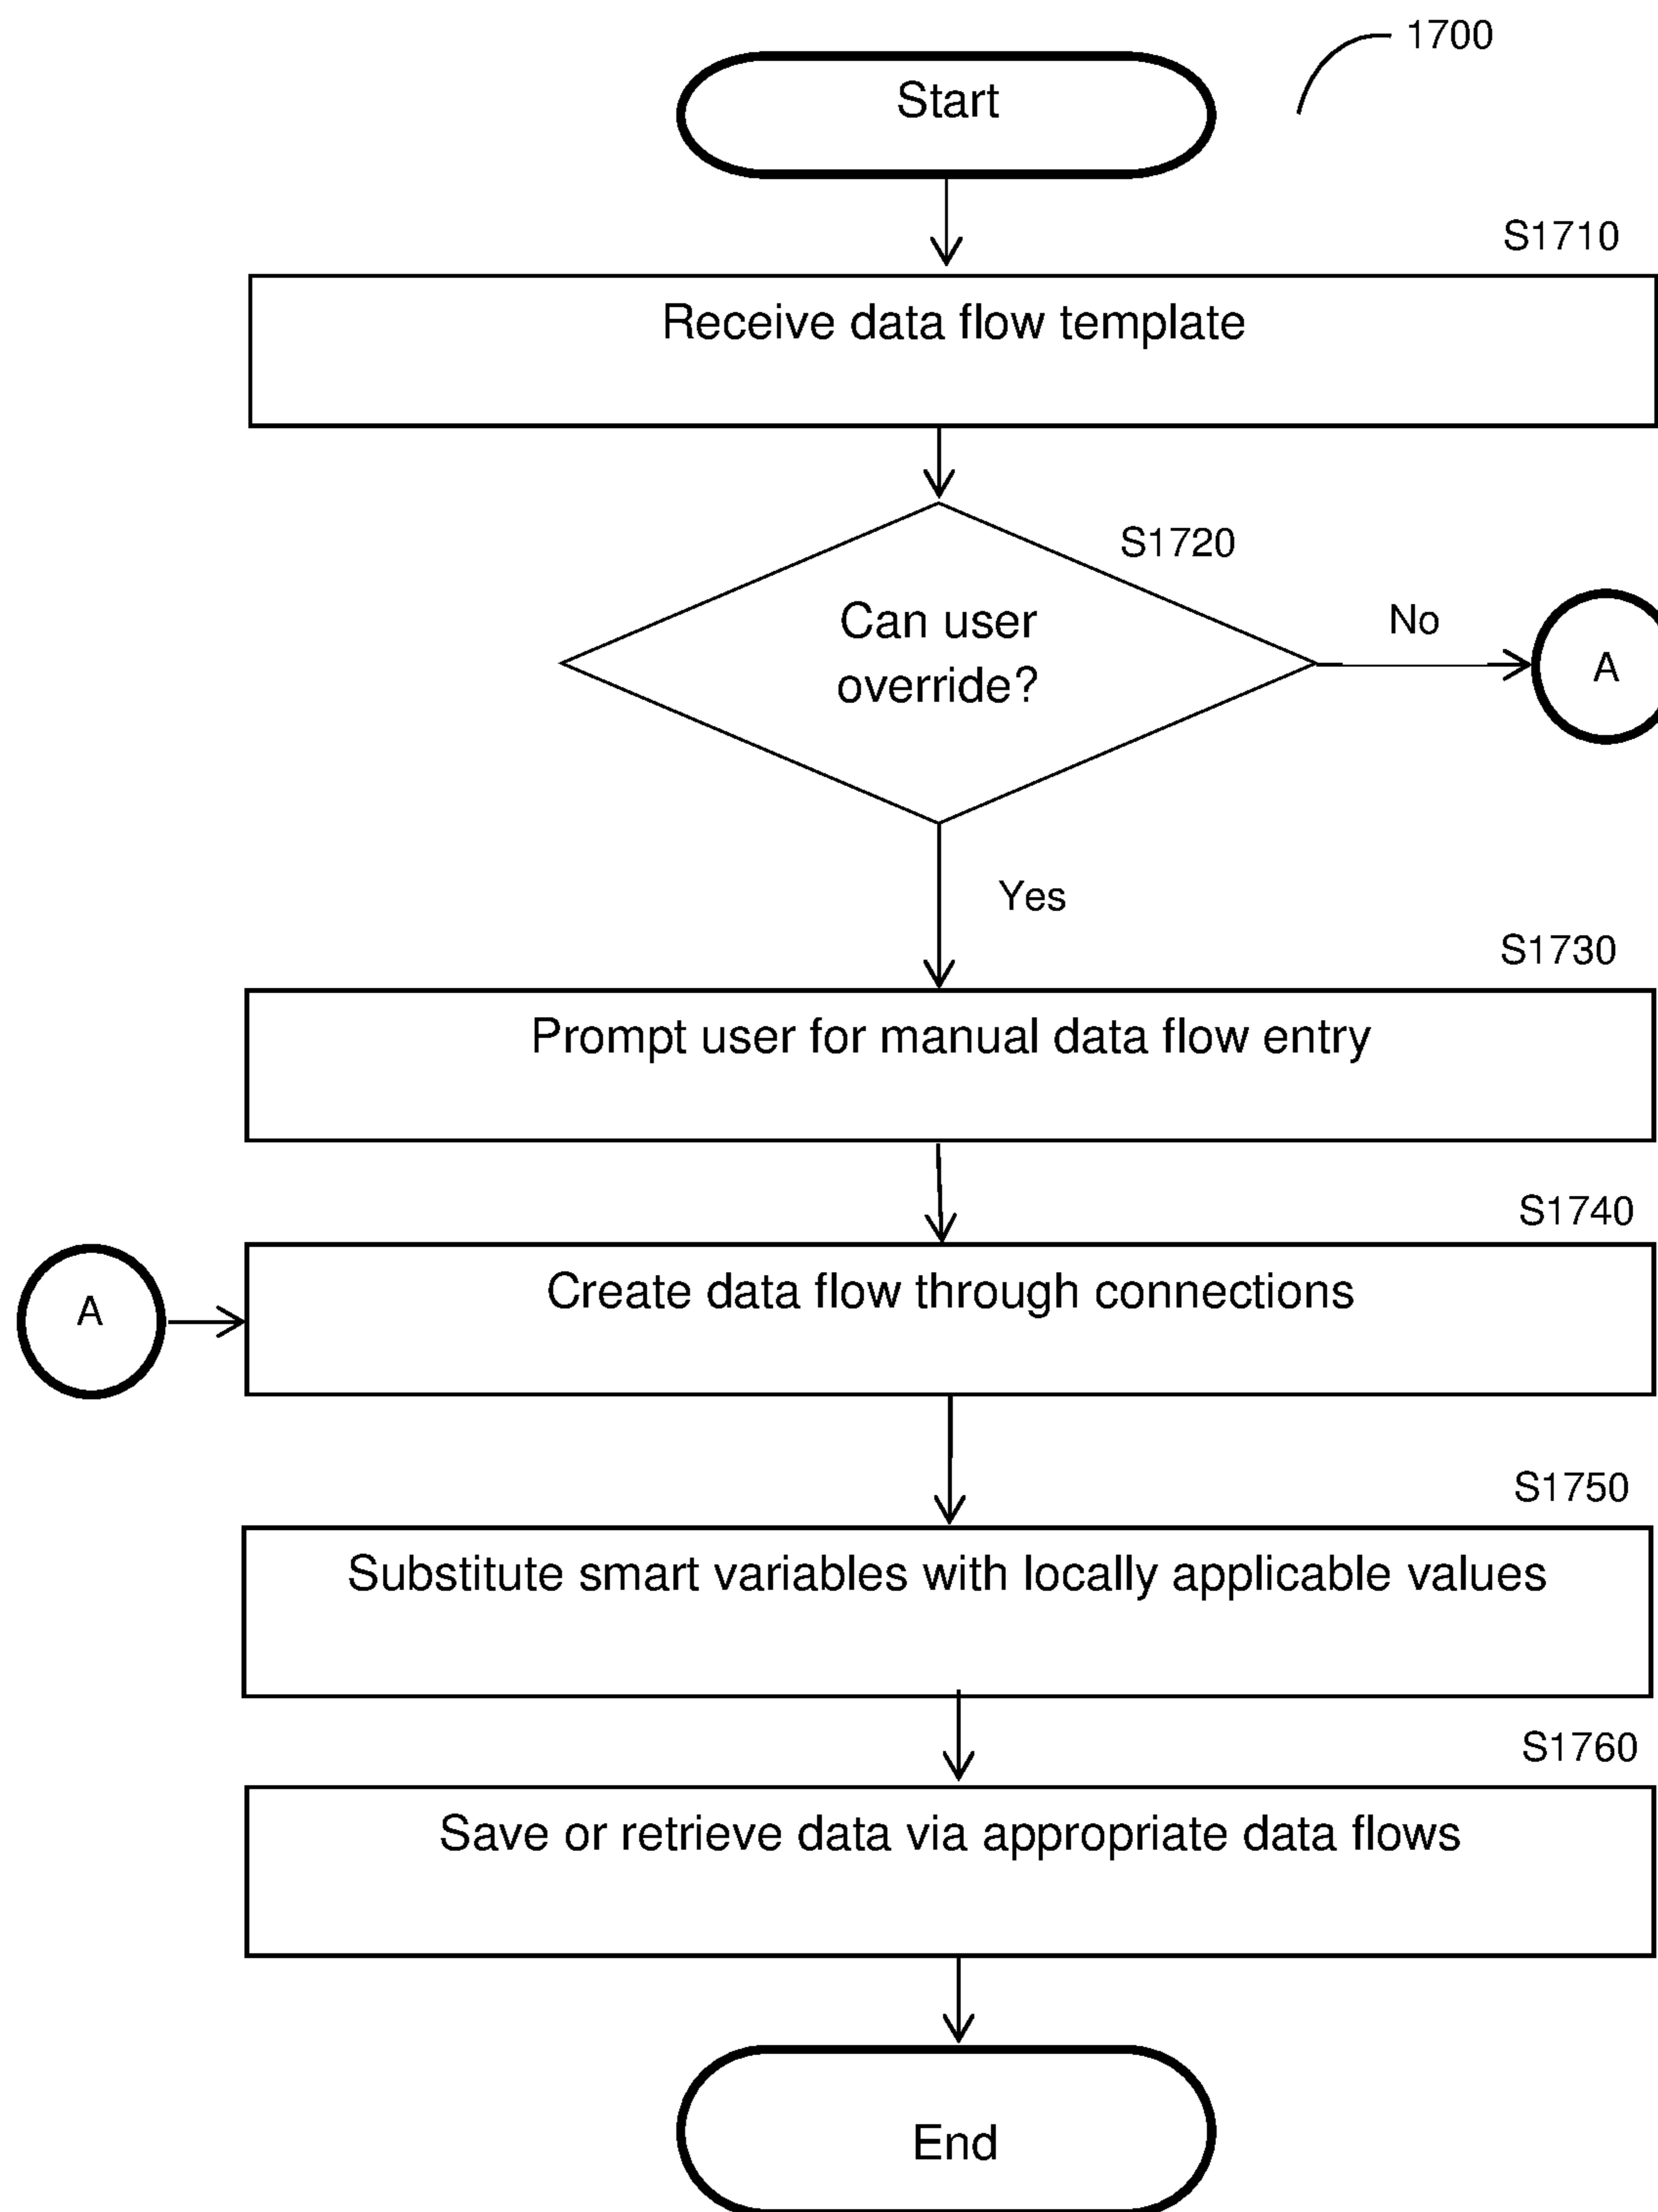 1700
Start
S1710
Receive data flow template
S1720
Can user
override?
No
A
Yes
S1730
Prompt user for manual data flow entry
S1740
A
Create data flow through connections
S1750
Substitute smart variables with locally applicable values
S1760
Save or retrieve data via appropriate data flows
End